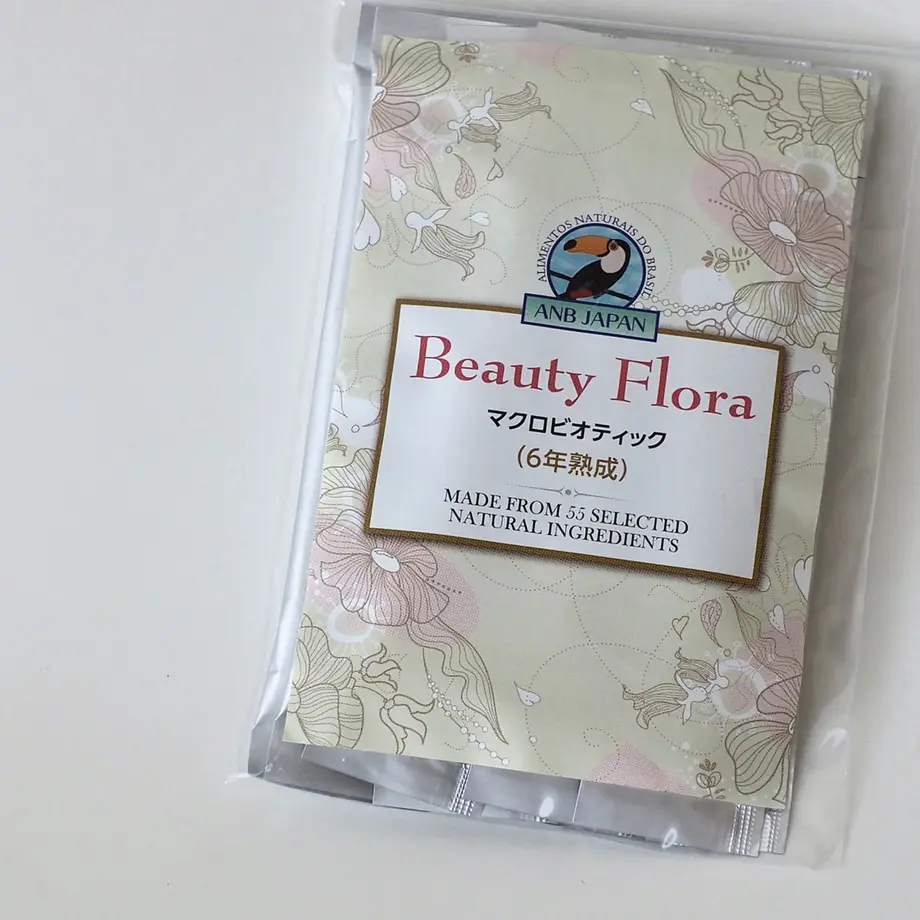 ALIMENTOS NATURAIS DO BRASIL
ANB JAPAN
Beauty Flora
マクロビオティック
(6年熟成)
MADE FROM 55 SELECTED
NATURAL INGREDIENTS